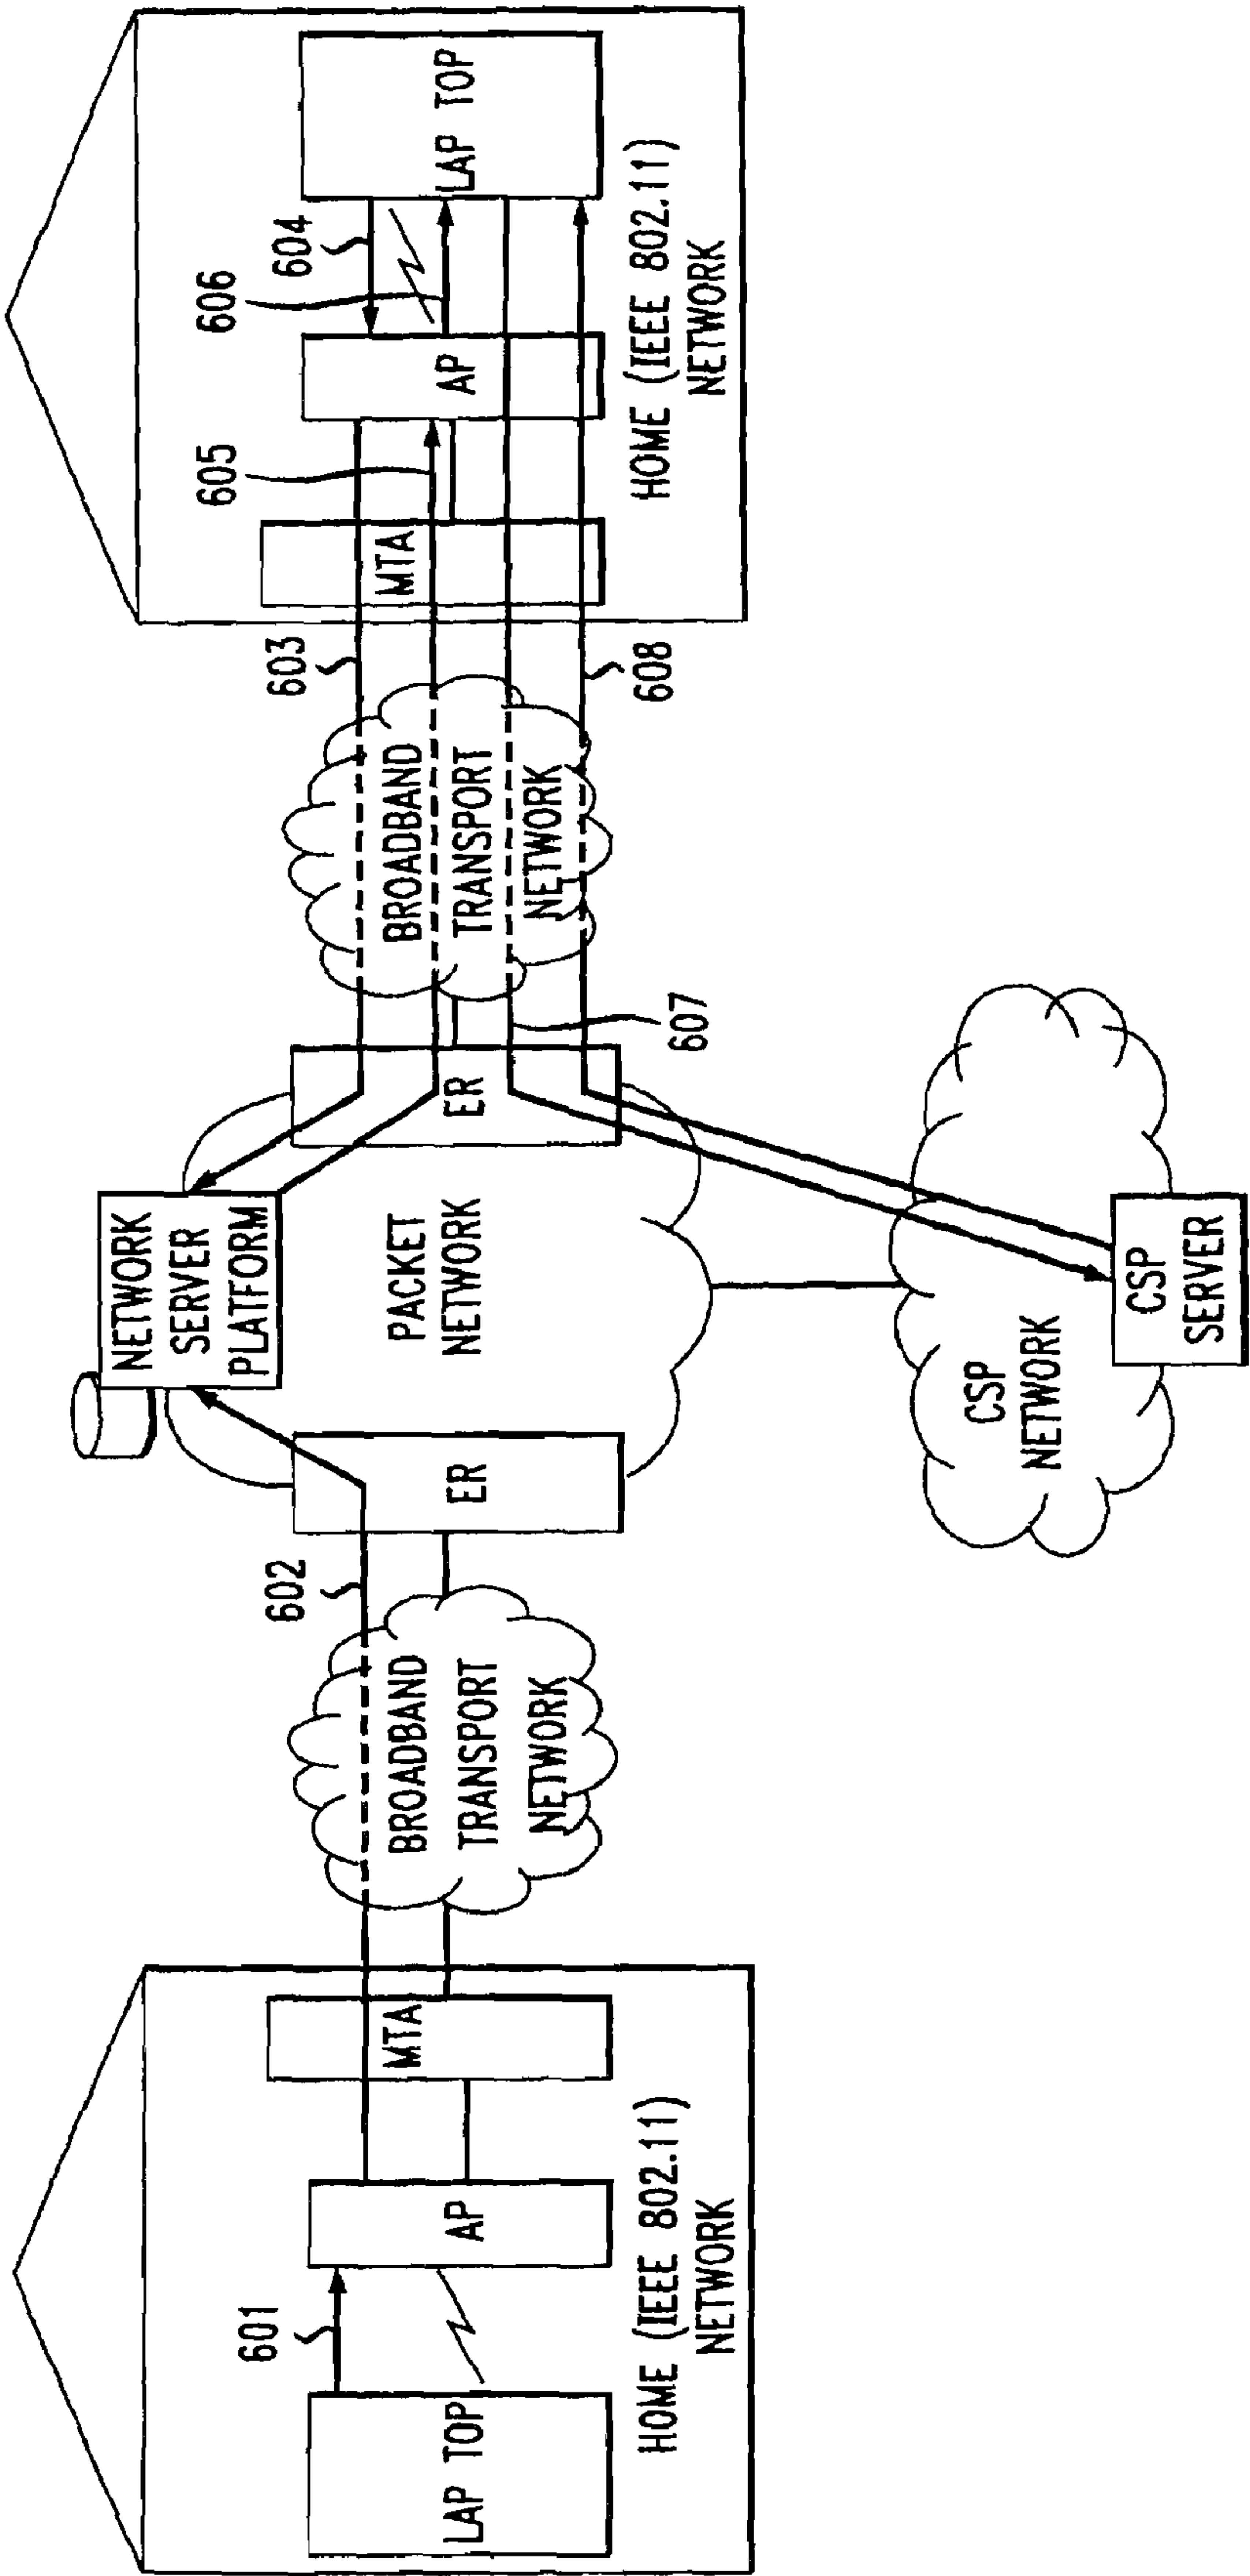 LAP TOP
601
AP
MTA
HOME (IEEE 802.11)
NETWORK
602
BROADBAND
TRANSPORT
NETWORK
ER
NETWORK
SERVER
PLATFORM
PACKET
NETWORK
CSP
NETWORK
CSP
SERVER
ER
607
BROADBAND
TRANSPORT
NETWORK
603
608
MTA
605
AP
606
604
LAP TOP
HOME (IEEE 802.11)
NETWORK